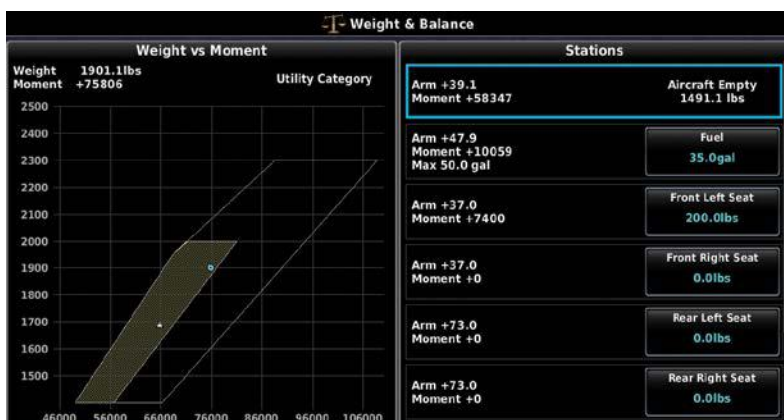 Weight & Balance
Weight vs Moment
Weight 1901.1lbs
Moment +75806
Utility Category
2500
2400
2300
2200
2100
2000
1900
1800
1700
1600
1500
46000 56000 66000 76000 86000 96000 106000
Stations
Arm +39.1
Moment +58347
Aircraft Empty
1491.1 lbs
Arm +47.9
Moment +10059
Max 50.0 gal
Fuel
35.0gal
Arm +37.0
Moment +7400
Front Left Seat
200.0lbs
Arm +37.0
Moment +0
Front Right Seat
0.0lbs
Arm +73.0
Moment +0
Rear Left Seat
0.0lbs
Arm +73.0
Moment +0
Rear Right Seat
0.0lbs